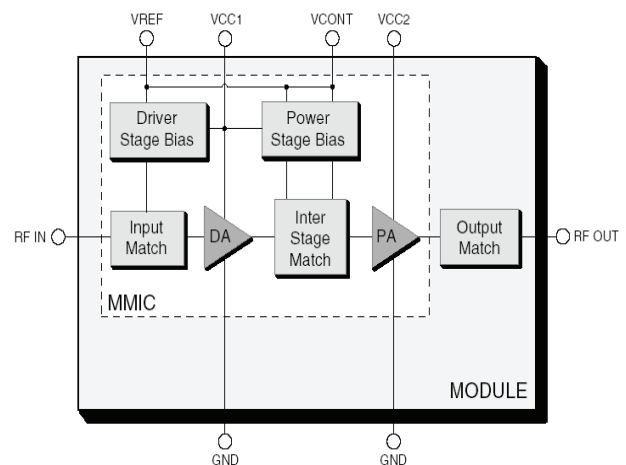 VREF
VCC1
VCONT
VCC2
Driver
Stage Bias
Power
Stage Bias
RF IN
Input
Match
DA
Inter
Stage
Match
PA
Output
Match
RF OUT
MMIC
MODULE
GND
GND